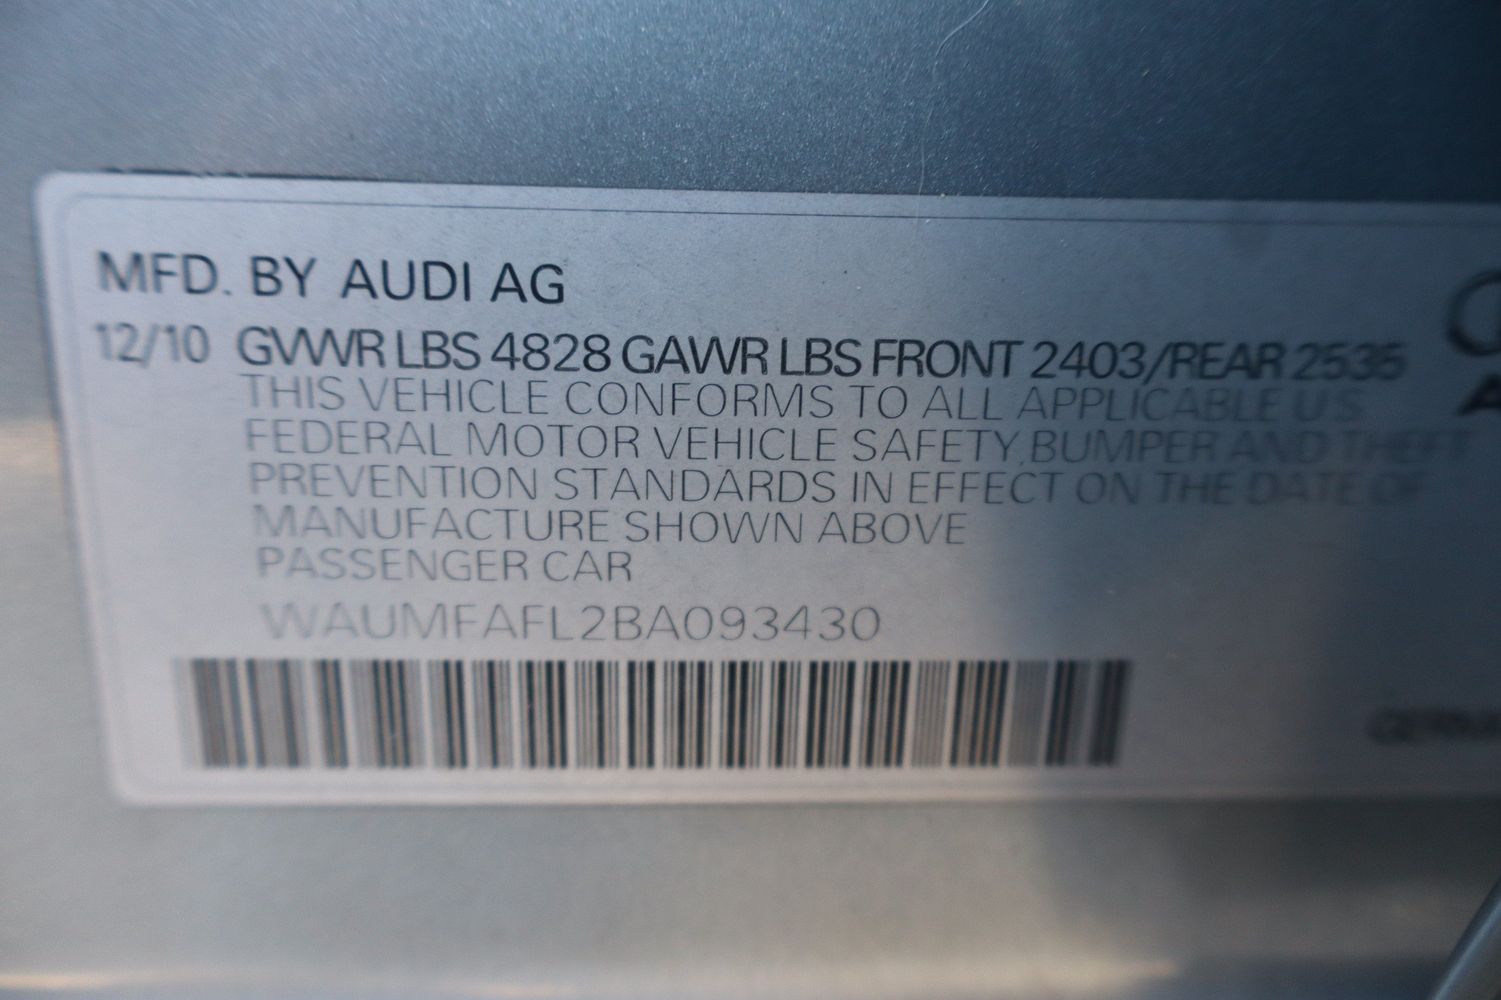 MFD. BY AUDI AG
12/10 GVWR LBS 4828 GAWR LBS FRONT 2403/REAR 2535
THIS VEHICLE CONFORMS TO ALL APPLICABLE U S
FEDERAL MOTOR VEHICLE SAFETY,BUMPER AND THEFT
PREVENTION STANDARDS IN EFFECT ON THE DATE OF
MANUFACTURE SHOWN ABOVE
PASSENGER CAR
WAUMFAFL2BA093430